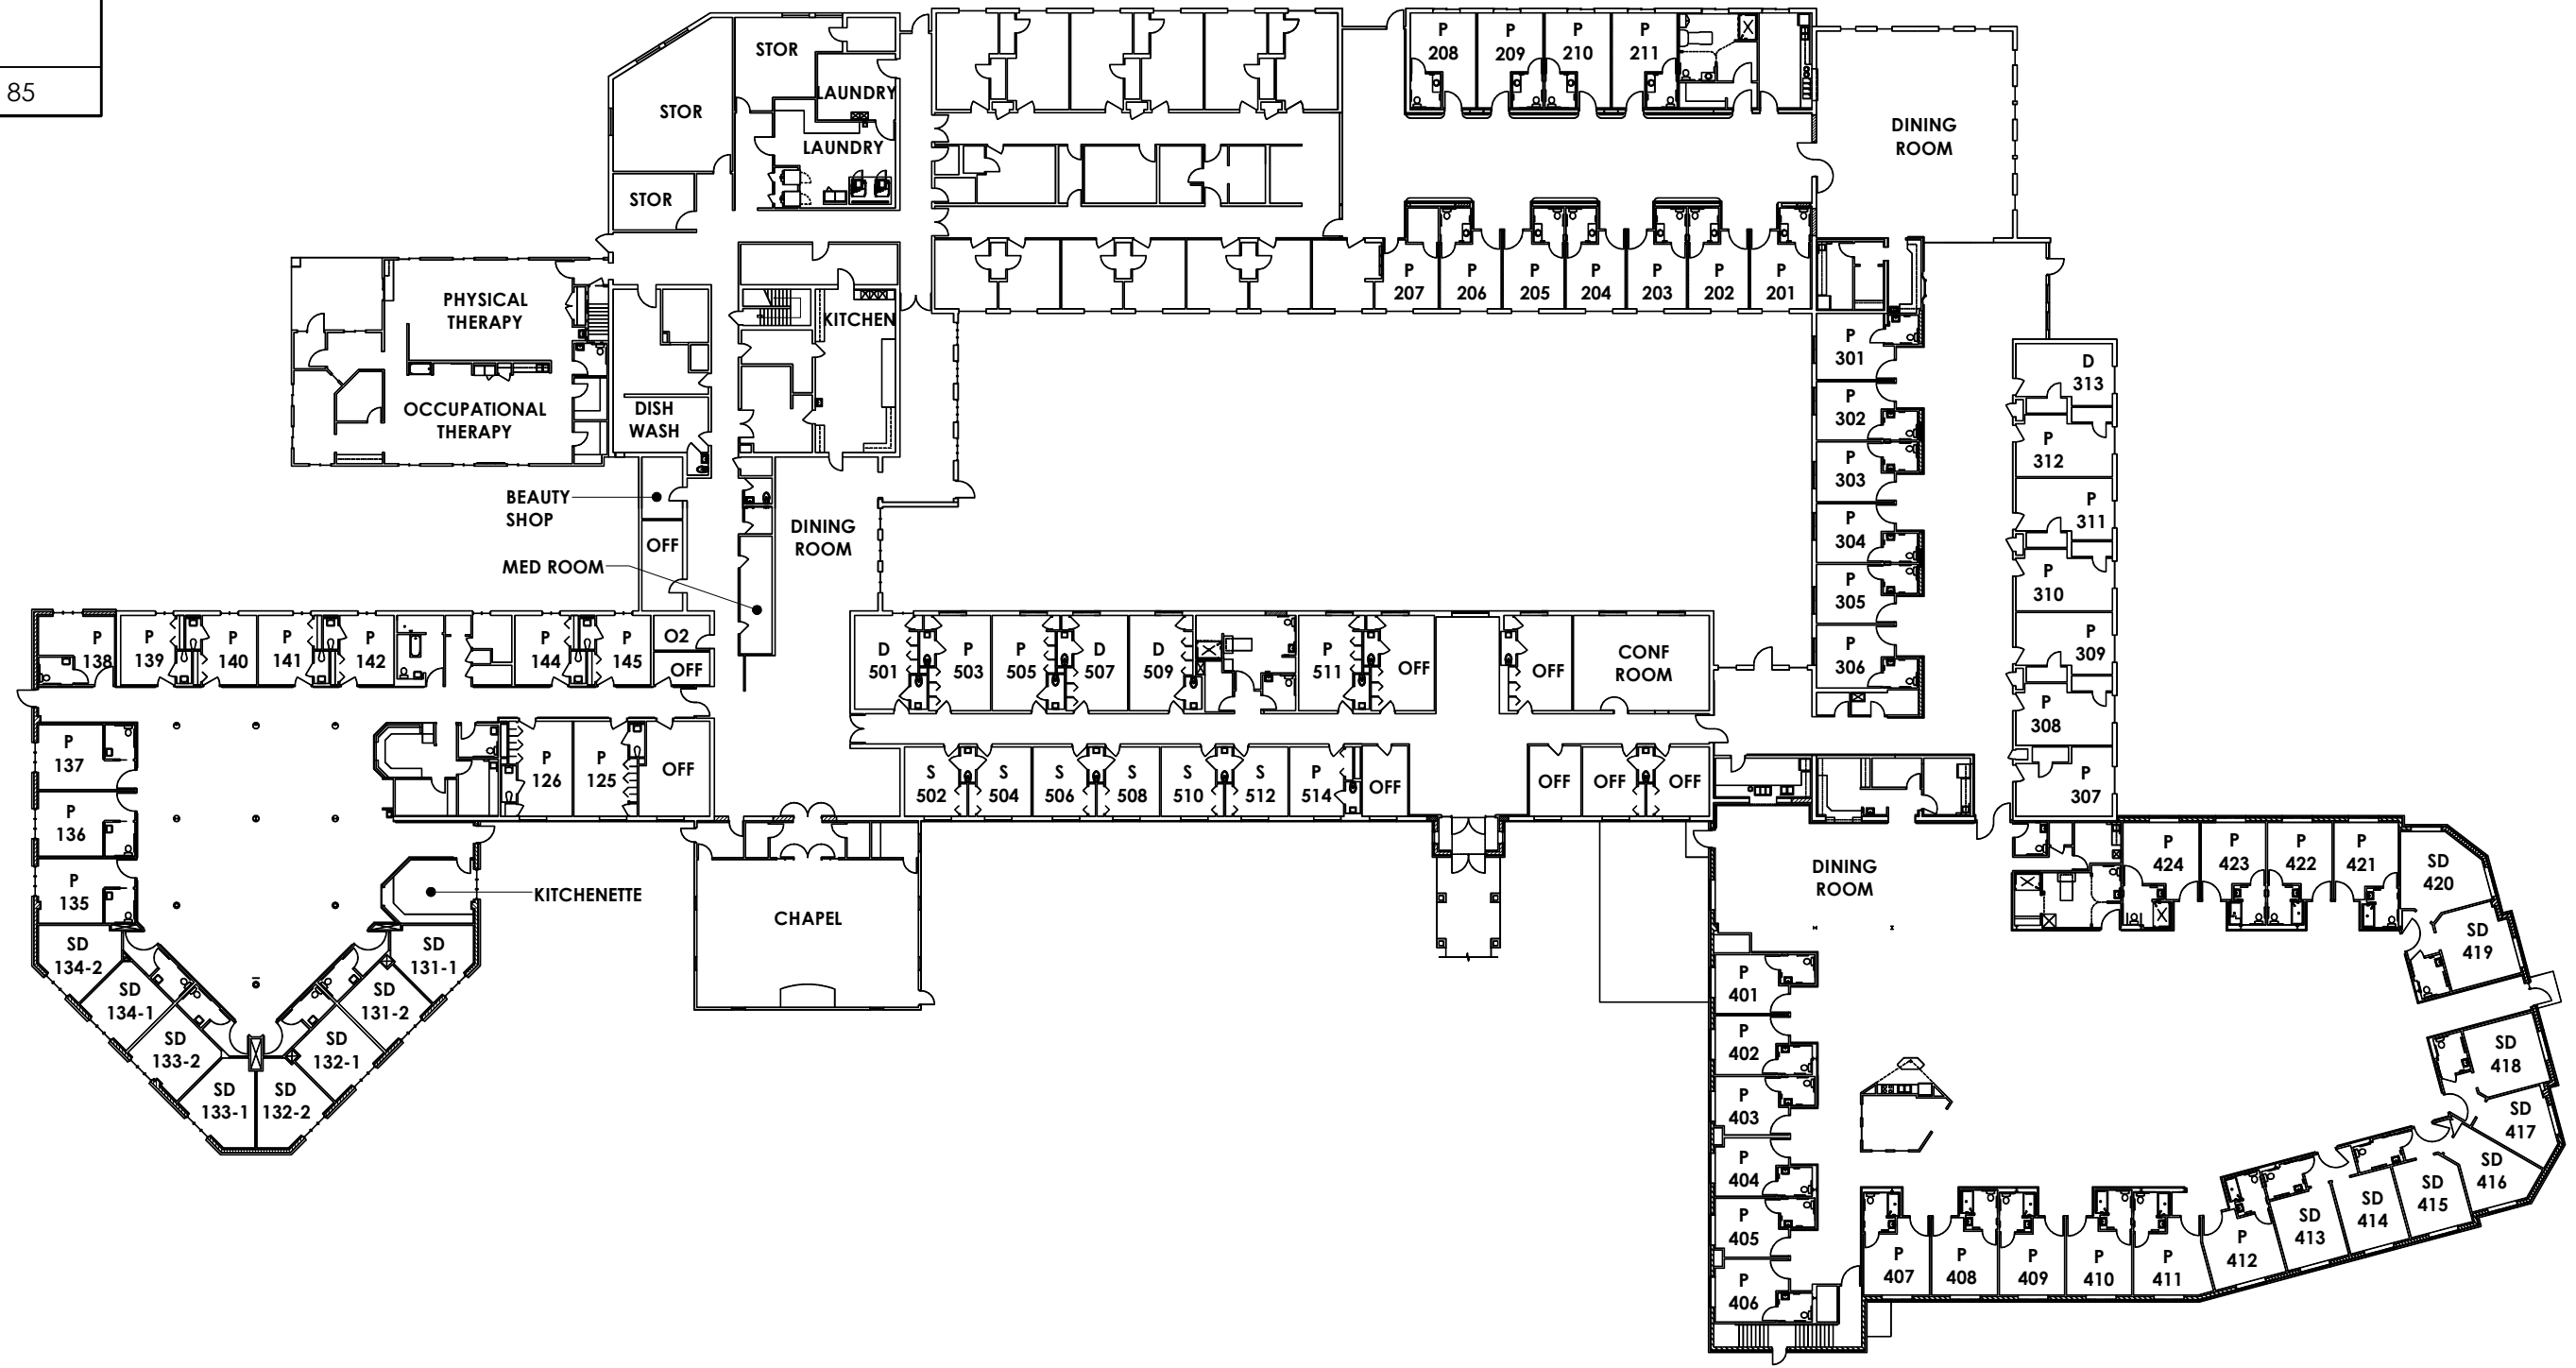 85
STOR
STOR
LAUNDRY
LAUNDRY
STOR
P
208
P
209
P
210
P
211
DINING
ROOM
P
207
P
206
P
205
P
204
P
203
P
202
P
201
PHYSICAL
THERAPY
OCCUPATIONAL
THERAPY
KITCHEN
DISH
WASH
BEAUTY
SHOP
OFF
MED ROOM
DINING
ROOM
P
301
P
302
P
303
P
304
P
305
P
306
D
313
P
312
P
311
P
310
P
309
P
308
P
307
P
138
P
139
P
140
P
141
P
142
P
144
P
145
O2
OFF
D
501
P
503
P
505
D
507
D
509
P
511
OFF
OFF
CONF
ROOM
P
137
P
136
P
135
P
126
P
125
OFF
S
502
S
504
S
506
S
508
S
510
S
512
P
514
OFF
OFF
OFF
OFF
KITCHENETTE
CHAPEL
SD
134-2
SD
134-1
SD
133-2
SD
133-1
SD
132-2
SD
132-1
SD
131-2
SD
131-1
DINING
ROOM
P
424
P
423
P
422
P
421
SD
420
SD
419
SD
418
SD
417
SD
416
SD
415
SD
414
SD
413
P
412
P
411
P
410
P
409
P
408
P
407
P
401
P
402
P
403
P
404
P
405
P
406